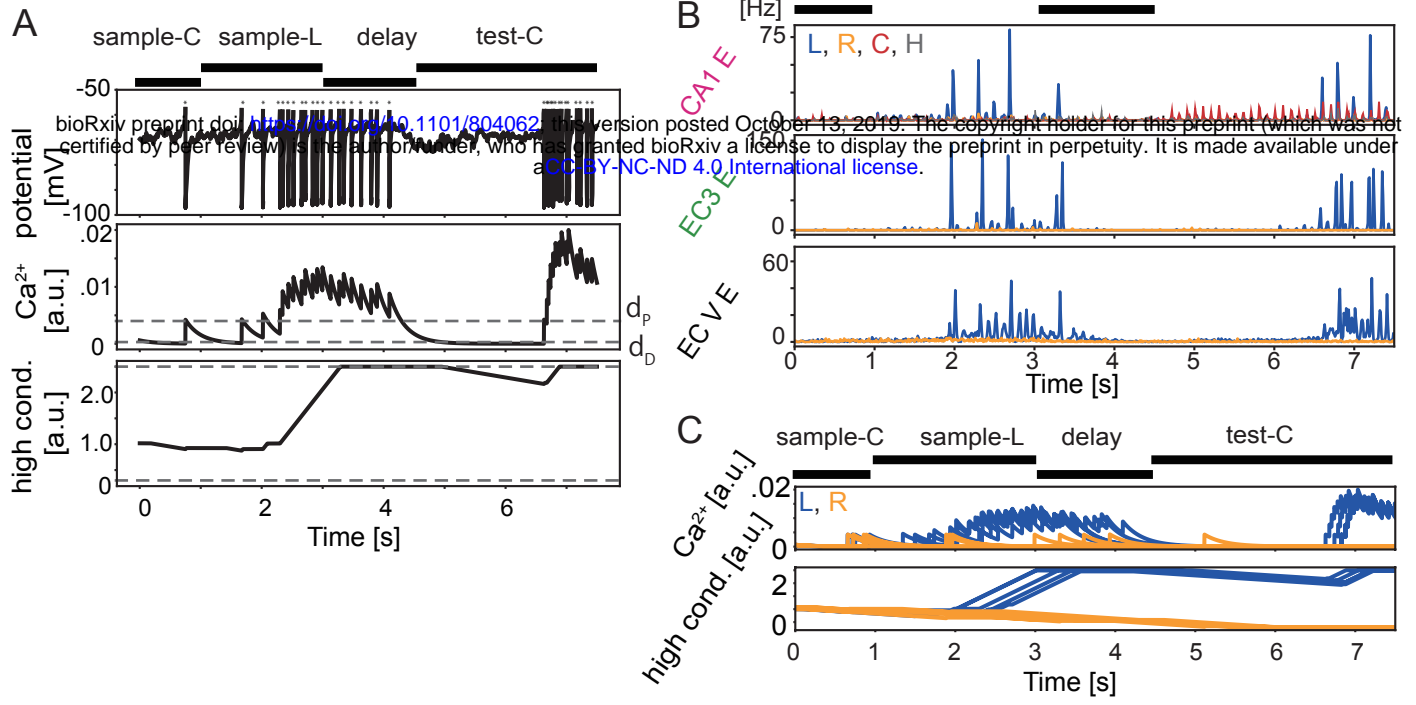 A
sample-C sample-L delay test-C
-50
potential [mV]
-100
.02
Ca2+ [a.u.]
.01
0
dP
dD
high cond. [a.u.]
2.0
1.0
0
0 2 4 6
Time [s]
B
[Hz]
75
L, R, C, H
CA1 E
0
bioRxiv preprint doi: https://doi.org/10.1101/804062; this version posted October 13, 2019. The copyright holder for this preprint (which was not
certified by peer review) is the author/funder, who has granted bioRxiv a license to display the preprint in perpetuity. It is made available under
aCC-BY-NC-ND 4.0 International license.
150
EC3 E
0
60
EC V E
0
0 1 2 3 4 5 6 7
Time [s]
C
sample-C sample-L delay test-C
Ca2+ [a.u.]
.02
L, R
0
high cond. [a.u.]
2
0
0 1 2 3 4 5 6 7
Time [s]